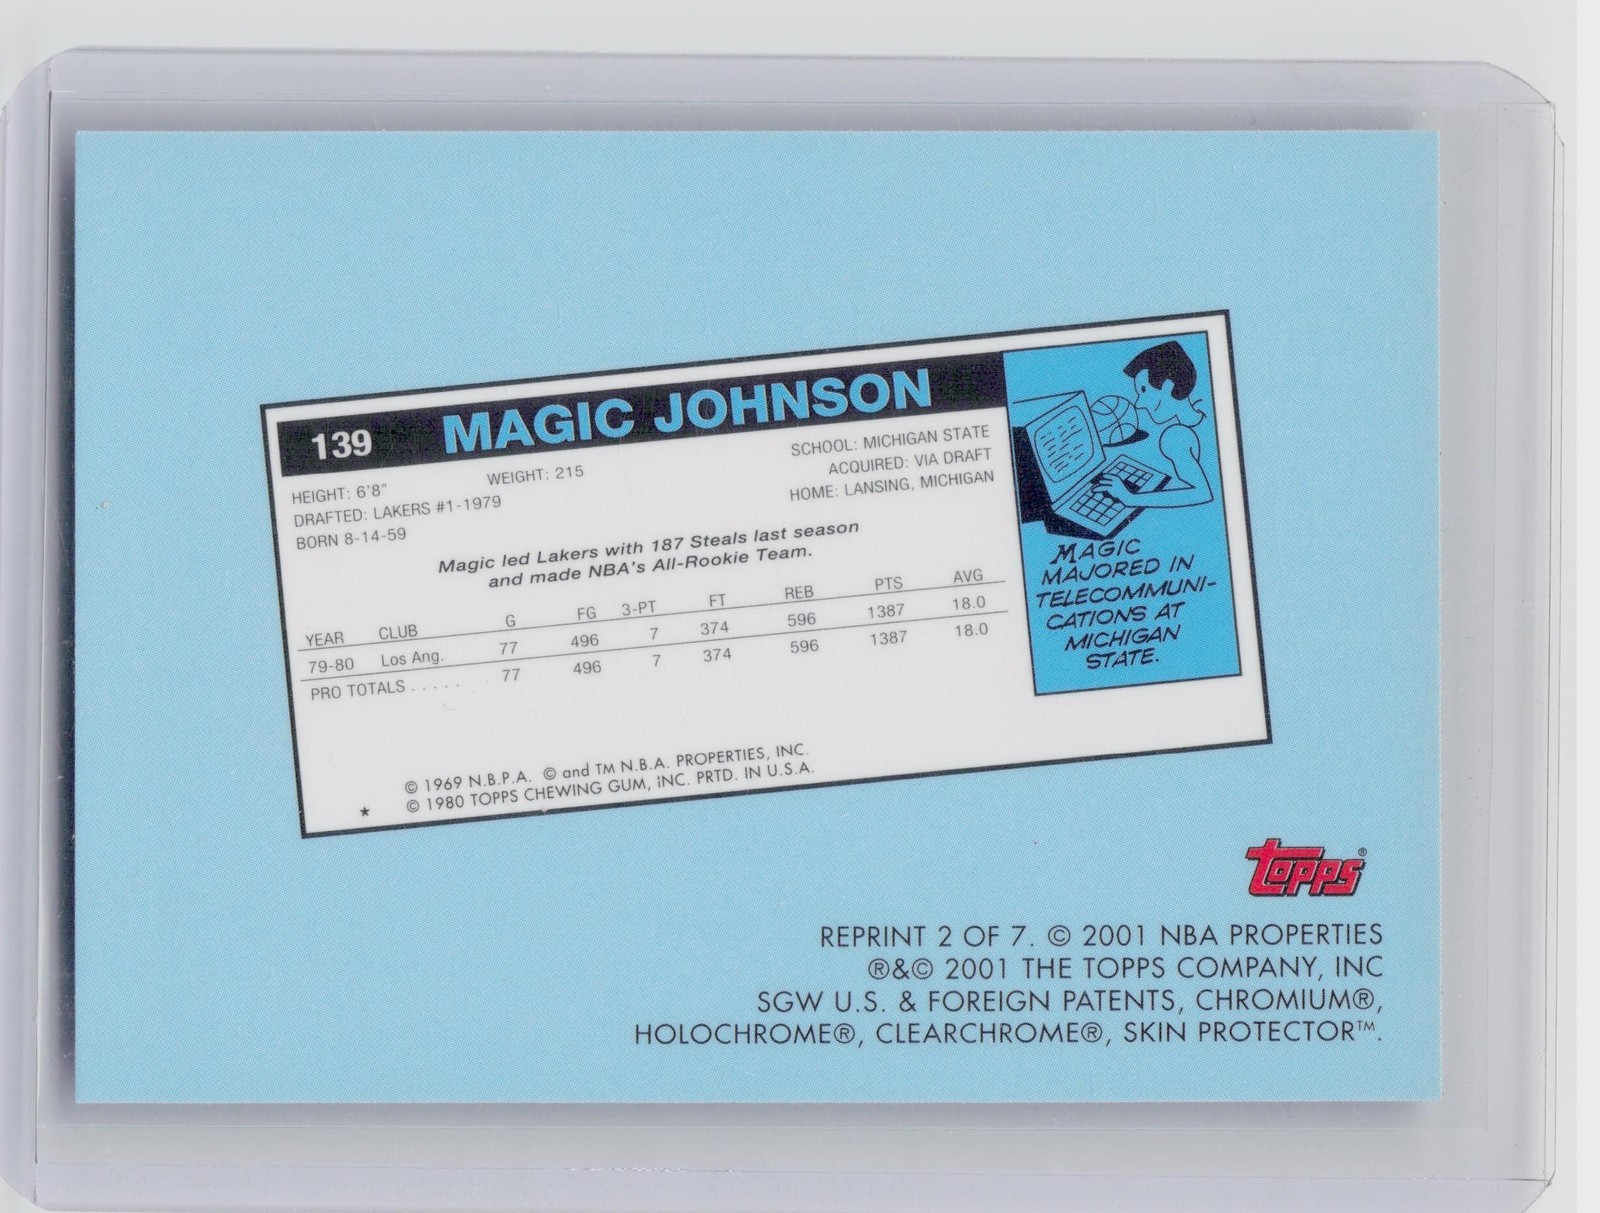 139 MAGIC JOHNSON
HEIGHT: 6'8" WEIGHT: 215 SCHOOL: MICHIGAN STATE
DRAFTED: LAKERS #1-1979 ACQUIRED: VIA DRAFT
BORN 8-14-59 HOME: LANSING, MICHIGAN
Magic led Lakers with 187 Steals last season
and made NBA's All-Rookie Team.
YEAR CLUB G FG 3-PT FT REB PTS AVG
79-80 Los Ang. 77 496 7 374 596 1387 18.0
PRO TOTALS . . . . . 77 496 7 374 596 1387 18.0
© 1969 N.B.P.A. © and TM N.B.A. PROPERTIES, INC.
★ © 1980 TOPPS CHEWING GUM, INC. PRTD. IN U.S.A.
MAGIC
MAJORED IN
TELECOMMUNI-
CATIONS AT
MICHIGAN
STATE.
TOPPS®
REPRINT 2 OF 7. © 2001 NBA PROPERTIES
®&© 2001 THE TOPPS COMPANY, INC
SGW U.S. & FOREIGN PATENTS, CHROMIUM®,
HOLOCHROME®, CLEARCHROME®, SKIN PROTECTOR™.